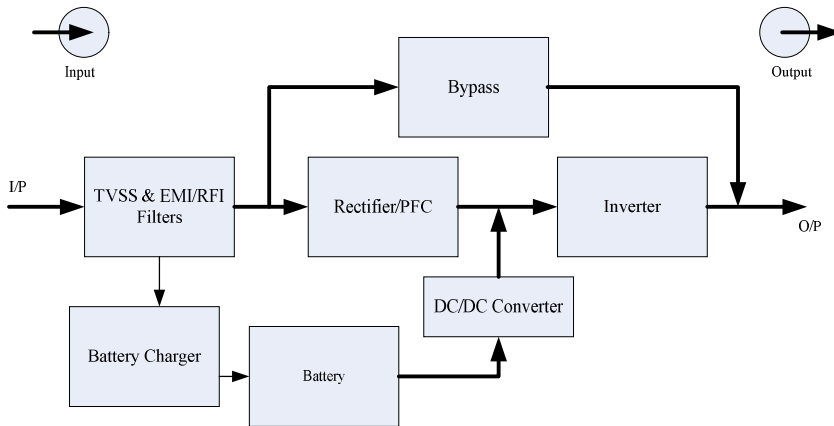 Input
Output
Bypass
I/P
TVSS & EMI/RFI
Filters
Rectifier/PFC
Inverter
O/P
DC/DC Converter
Battery Charger
Battery